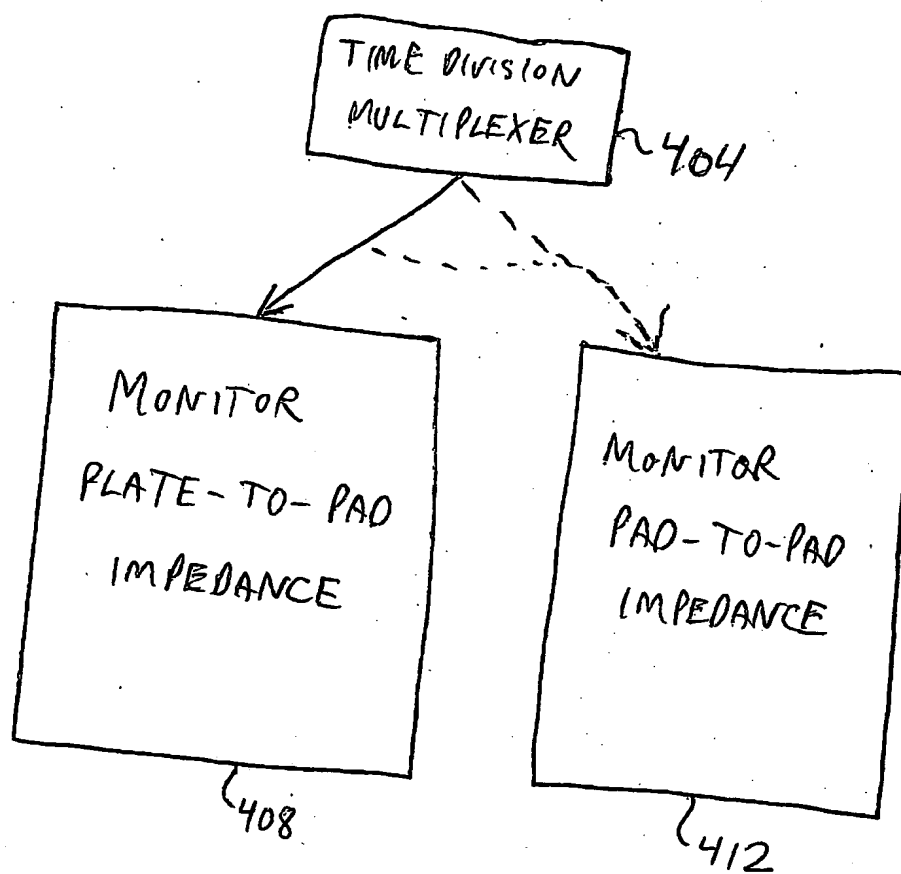 TIME DIVISION
MULTIPLEXER
404
MONITOR
PLATE-TO-PAD
IMPEDANCE
408
MONITOR
PAD-TO-PAD
IMPEDANCE
412